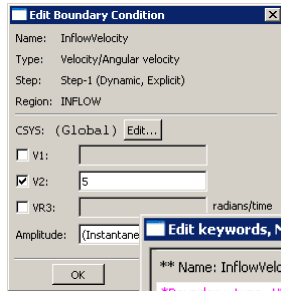 Edit Boundary Condition
Name: InflowVelocity
Type: Velocity/Angular velocity
Step: Step-1 (Dynamic, Explicit)
Region: INFLOW
CSYS: (Global) Edit...
V1:
V2: 5
VR3: radians/time
Amplitude: (Instantane
Edit keywords,
OK
** Name: InflowVelo